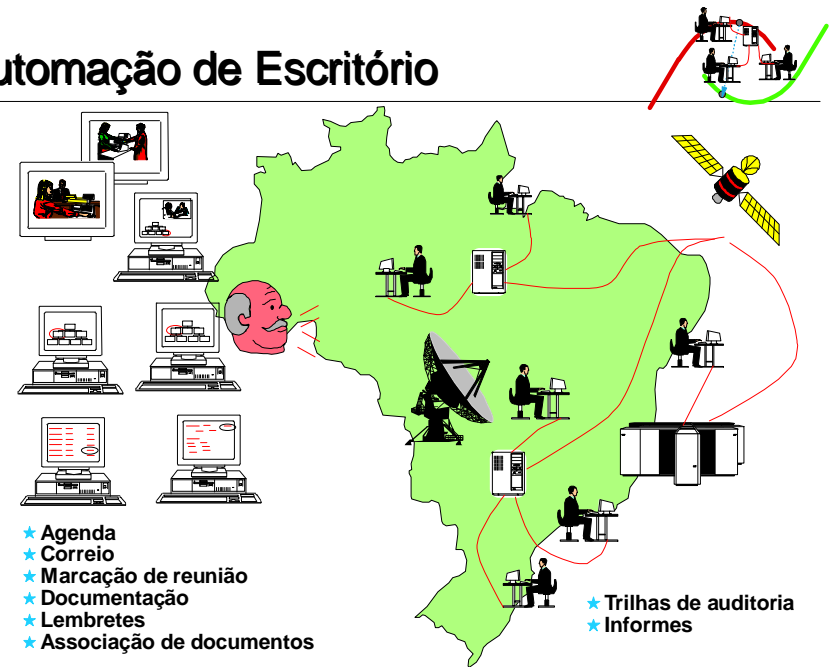 utomação de Escritório
Agenda
Correio
Marcação de reunião
Documentação
Lembretes
Associação de documentos
Trilhas de auditoria
Informes